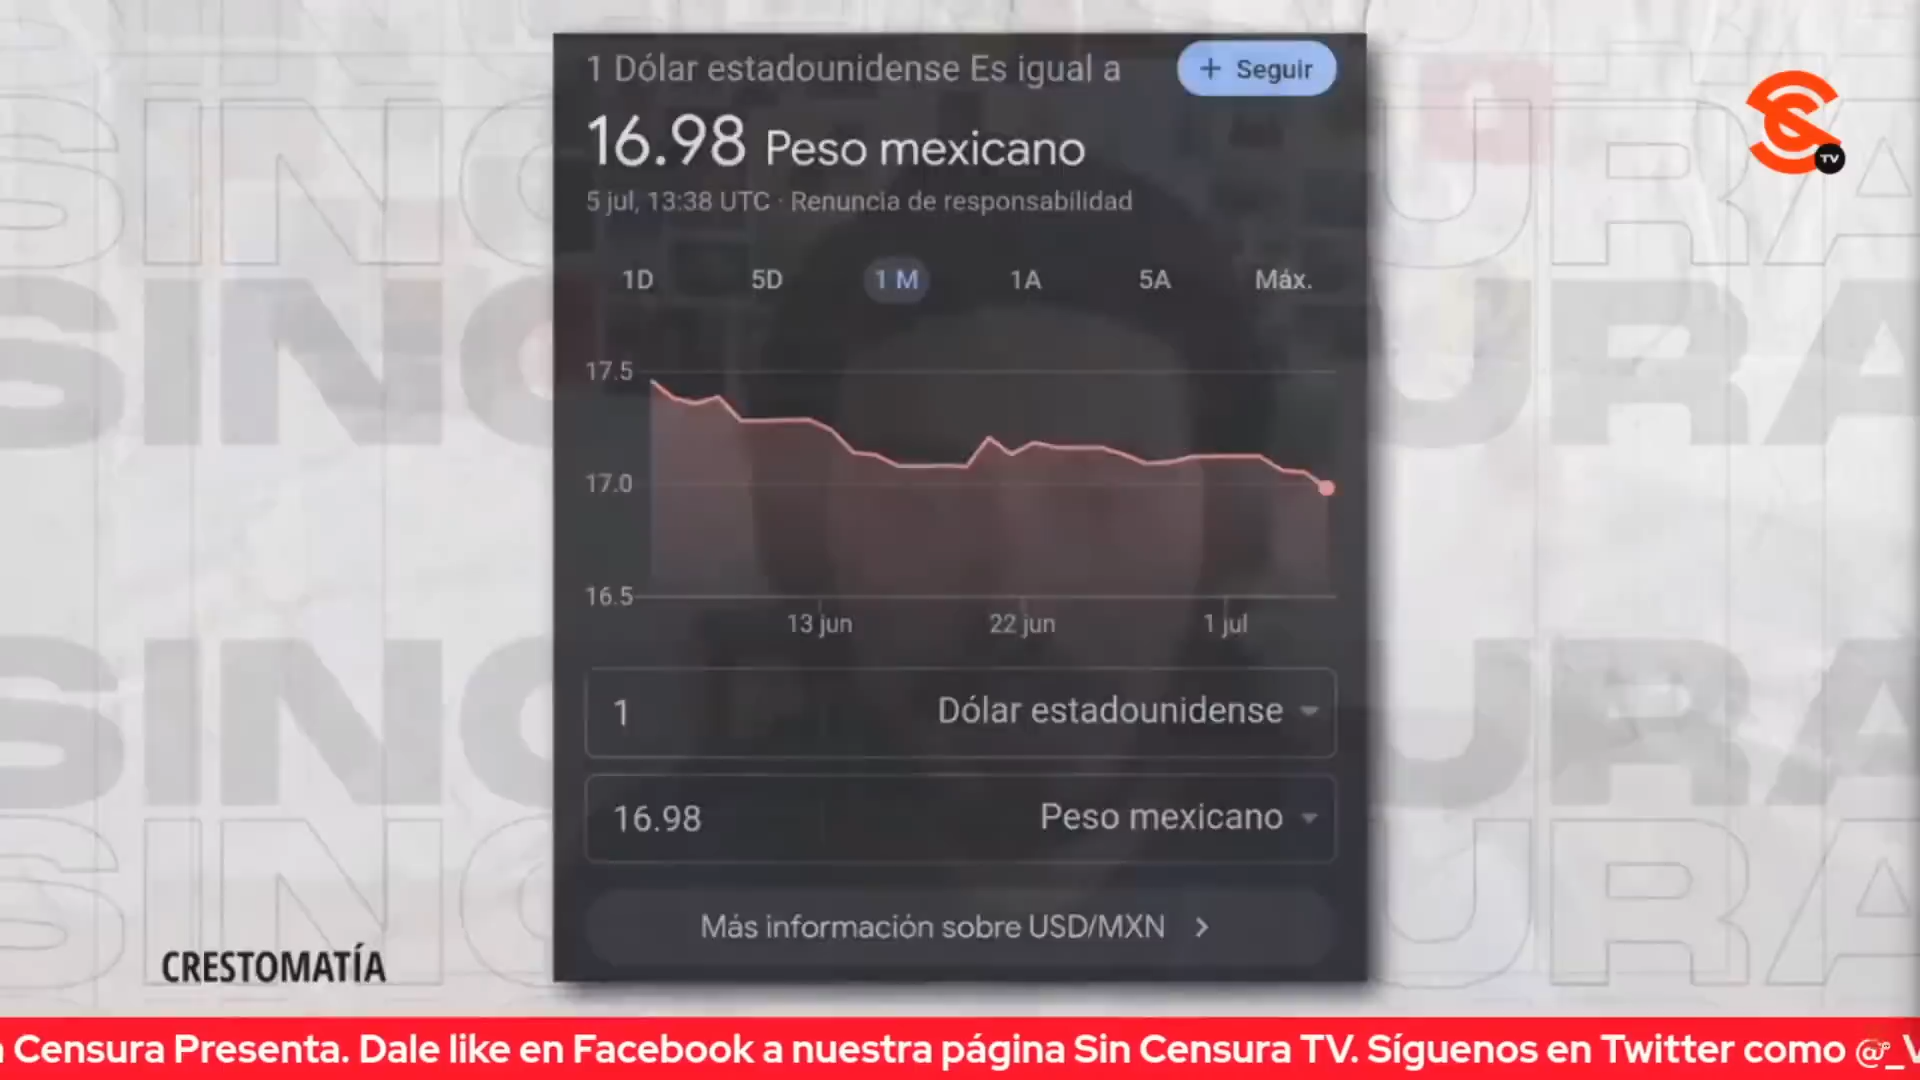 1 Dólar estadounidense Es igual a
+ Seguir
16.98 Peso mexicano
5 jul, 13:38 UTC · Renuncia de responsabilidad
1D 5D 1 M 1A 5A Máx.
17.5
17.0
16.5
13 jun 22 jun 1 jul
1 Dólar estadounidense
16.98 Peso mexicano
Más información sobre USD/MXN >
TV
CRESTOMATÍA
Censura Presenta. Dale like en Facebook a nuestra página Sin Censura TV. Síguenos en Twitter como @_V